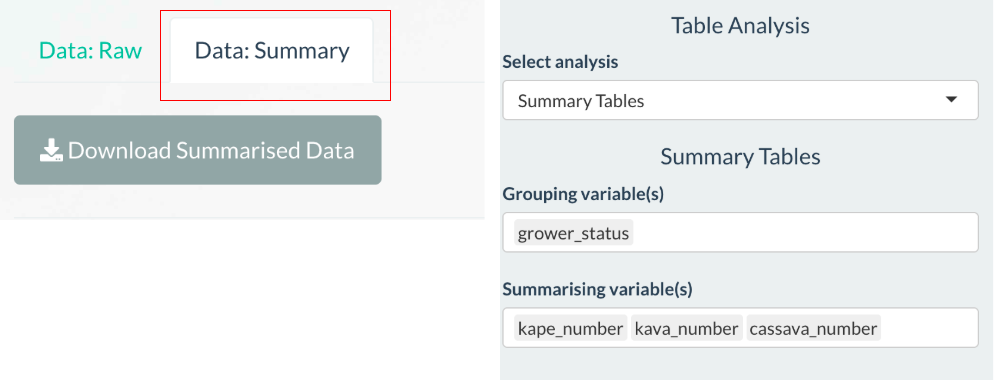 Data: Raw
Data: Summary
Download Summarised Data
Table Analysis
Select analysis
Summary Tables
Summary Tables
Grouping variable(s)
grower_status
Summarising variable(s)
kape_number kava_number cassava_number